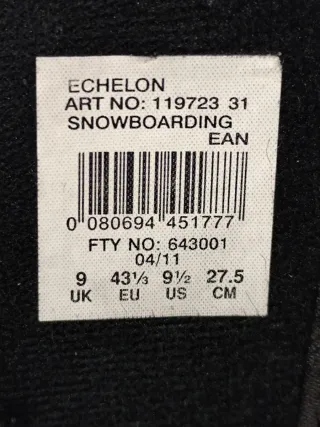 ECHELON
ART NO: 119723 31
SNOWBOARDING
EAN
0 080694 451777
FTY NO: 643001
04/11
9 43⅓ 9½ 27.5
UK EU US CM